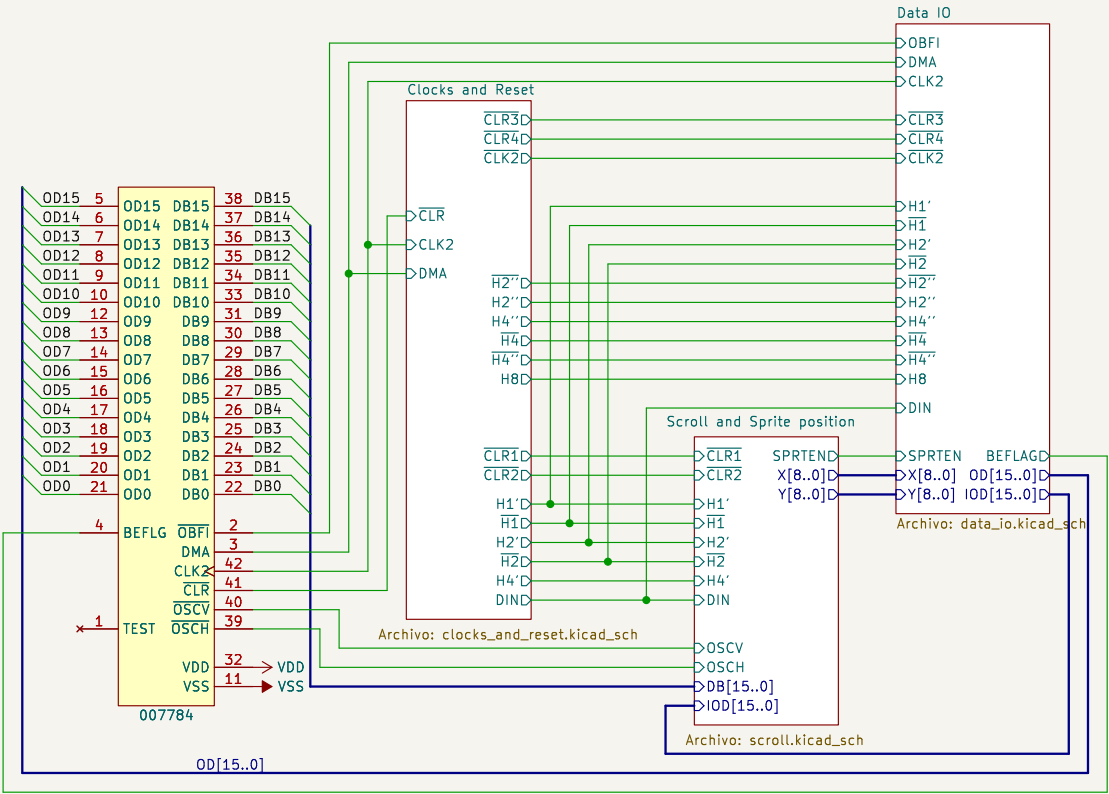 Data IO
OBFI
DMA
CLK2
CLR3
CLR4
CLK2
H1'
H1
H2'
H2
H2''
H2''
H4''
H4
H4''
H8
DIN
SPRTEN BEFLAG
X[8..0] OD[15..0]
Y[8..0] IOD[15..0]
Archivo: data_io.kicad_sch
Clocks and Reset
CLR3
CLR4
CLK2
CLR
CLK2
DMA
H2''
H2''
H4''
H4
H4''
H8
CLR1
CLR2
H1'
H1
H2'
H2
H4'
DIN
Archivo: clocks_and_reset.kicad_sch
Scroll and Sprite position
CLR1 SPRTEN
CLR2 X[8..0]
Y[8..0]
H1'
H1
H2'
H2
H4'
DIN
OSCV
OSCH
DB[15..0]
IOD[15..0]
Archivo: scroll.kicad_sch
OD15 5 OD15 DB15 38 DB15
OD14 6 OD14 DB14 37 DB14
OD13 7 OD13 DB13 36 DB13
OD12 8 OD12 DB12 35 DB12
OD11 9 OD11 DB11 34 DB11
OD10 10 OD10 DB10 33 DB10
OD9 12 OD9 DB9 31 DB9
OD8 13 OD8 DB8 30 DB8
OD7 14 OD7 DB7 29 DB7
OD6 15 OD6 DB6 28 DB6
OD5 16 OD5 DB5 27 DB5
OD4 17 OD4 DB4 26 DB4
OD3 18 OD3 DB3 25 DB3
OD2 19 OD2 DB2 24 DB2
OD1 20 OD1 DB1 23 DB1
OD0 21 OD0 DB0 22 DB0
4 BEFLG OBFI 2
DMA 3
CLK2 42
CLR 41
OSCV 40
1 TEST OSCH 39
VDD 32 VDD
VSS 11 VSS
007784
OD[15..0]